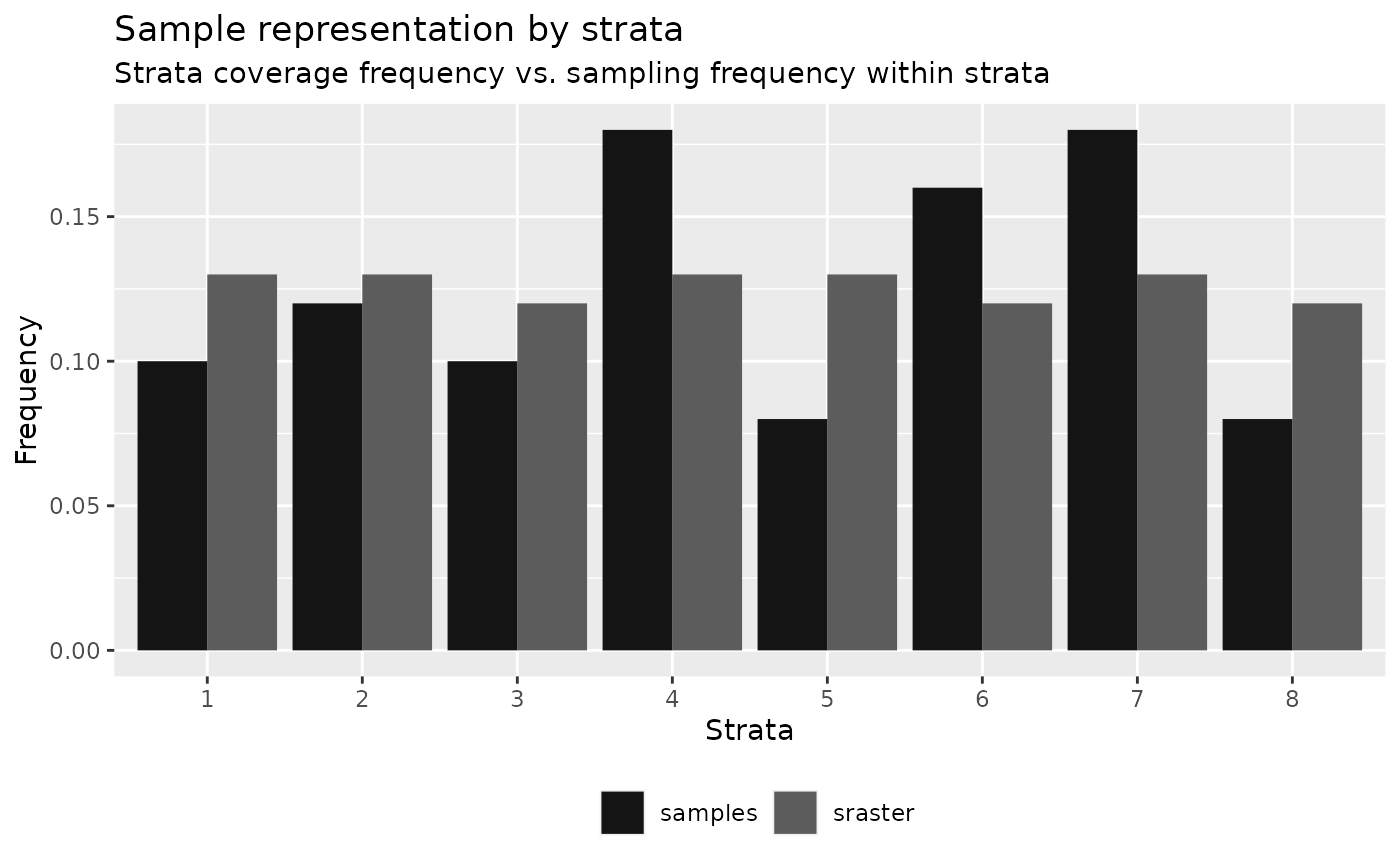 Sample representation by strata
Strata coverage frequency vs. sampling frequency within strata
Frequency
0.15
0.10
0.05
0.00
1 2 3 4 5 6 7 8
Strata
samples sraster